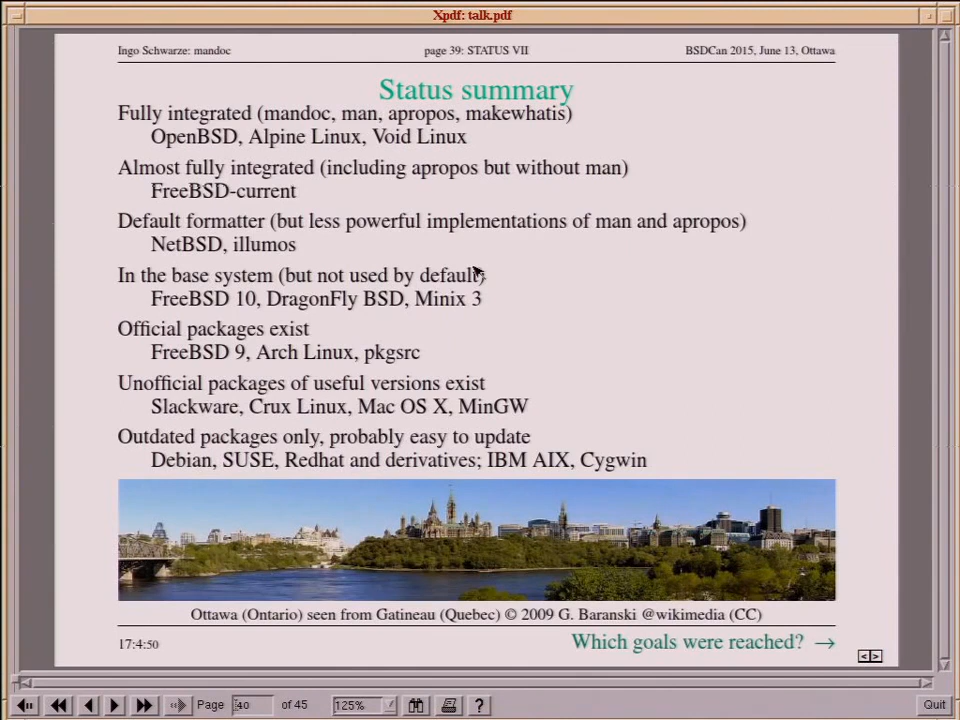 Xpdf: talk.pdf
Ingo Schwarze: mandoc page 39: STATUS VII BSDCan 2015, June 13, Ottawa
Status summary
Fully integrated (mandoc, man, apropos, makewhatis)
OpenBSD, Alpine Linux, Void Linux
Almost fully integrated (including apropos but without man)
FreeBSD-current
Default formatter (but less powerful implementations of man and apropos)
NetBSD, illumos
In the base system (but not used by default)
FreeBSD 10, DragonFly BSD, Minix 3
Official packages exist
FreeBSD 9, Arch Linux, pkgsrc
Unofficial packages of useful versions exist
Slackware, Crux Linux, Mac OS X, MinGW
Outdated packages only, probably easy to update
Debian, SUSE, Redhat and derivatives; IBM AIX, Cygwin
Ottawa (Ontario) seen from Gatineau (Quebec) © 2009 G. Baranski @wikimedia (CC)
17:4:50 Which goals were reached? →
Page 40 of 45 125% ? Quit